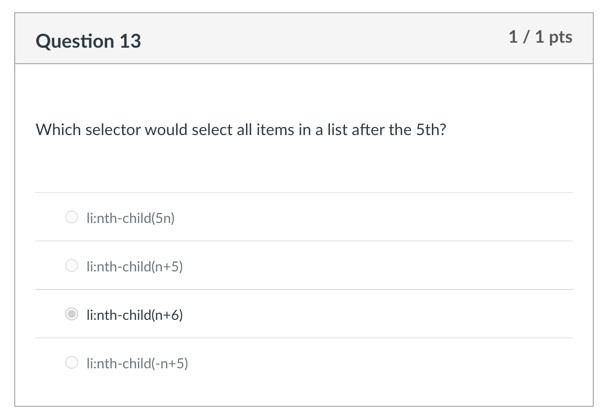 Question 13
1 / 1 pts
Which selector would select all items in a list after the 5th?
li:nth-child(5n)
li:nth-child(n+5)
li:nth-child(n+6)
li:nth-child(-n+5)